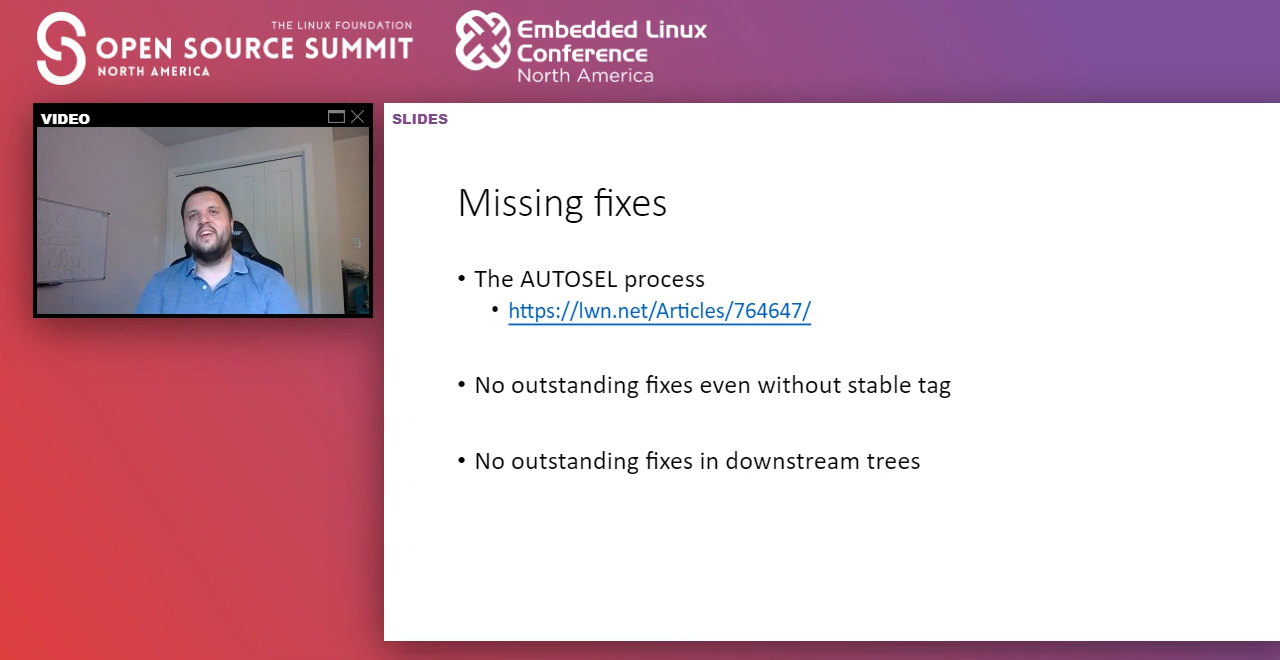 THE LINUX FOUNDATION
OPEN SOURCE SUMMIT
NORTH AMERICA
Embedded Linux
Conference
North America
VIDEO
SLIDES
Missing fixes
• The AUTOSEL process
• https://lwn.net/Articles/764647/
• No outstanding fixes even without stable tag
• No outstanding fixes in downstream trees